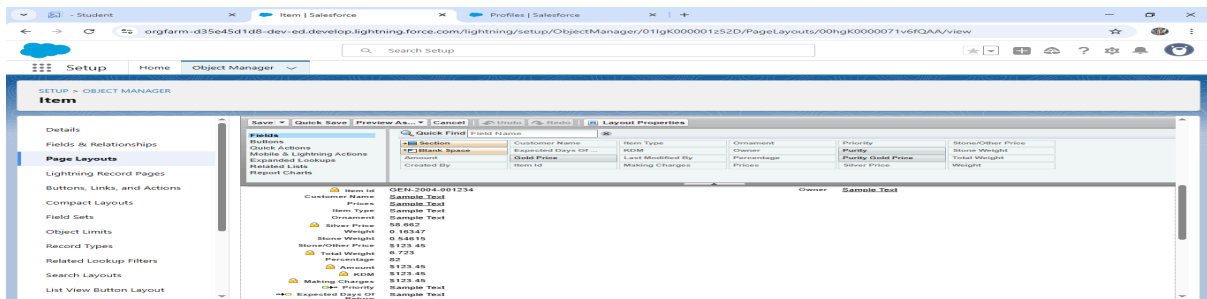 - Student
Item | Salesforce
Profiles | Salesforce
orgfarm-d35e45d1d8-dev-ed.develop.lightning.force.com/lightning/setup/ObjectManager/01IgK000001z52D/PageLayouts/00hgK0000071v6fQAA/view
Search Setup
Setup Home Object Manager
SETUP > OBJECT MANAGER
Item
Details
Fields & Relationships
Page Layouts
Lightning Record Pages
Buttons, Links, and Actions
Compact Layouts
Field Sets
Object Limits
Record Types
Related Lookup Filters
Search Layouts
List View Button Layout
Save Quick Save Preview As... Cancel Undo Redo Layout Properties
Fields
Buttons
Quick Actions
Mobile & Lightning Actions
Expanded Lookups
Related Lists
Report Charts
Quick Find Field Name
Section Customer Name Item Type Ornament Priority Stone/Other Price
Blank Space Expected Days Of ... KDM Owner Purity Stone Weight
Amount Gold Price Last Modified By Percentage Purity Gold Price Total Weight
Created By Item Id Making Charges Prices Silver Price Weight
Item Id GEN-2004-001234 Owner Sample Text
Customer Name Sample Text
Prices Sample Text
Item Type Sample Text
Ornament Sample Text
Silver Price 58.662
Weight 0.16347
Stone Weight 0.54615
Stone/Other Price $123.45
Total Weight 6.723
Percentage 82
Amount $123.45
KDM $123.45
Making Charges $123.45
Priority Sample Text
Expected Days Of Return Sample Text